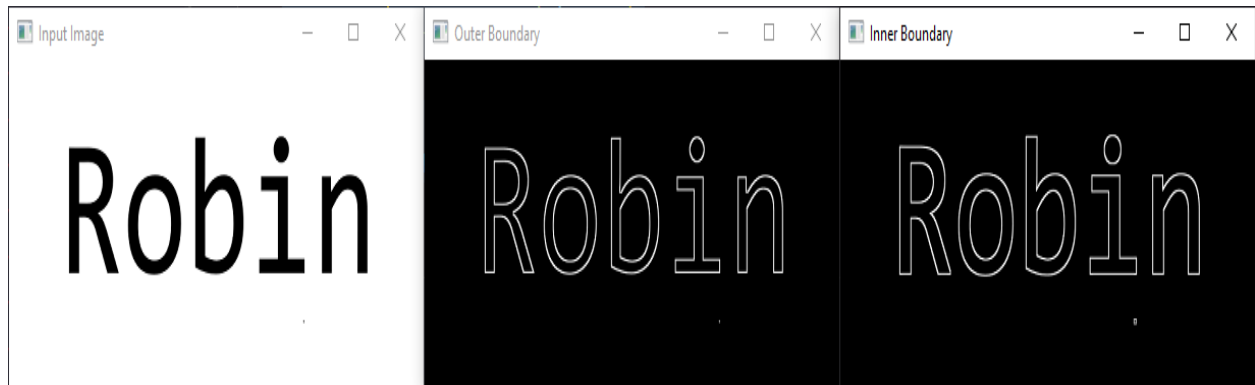 Input Image
Outer Boundary
Inner Boundary
Robin
Robin
Robin